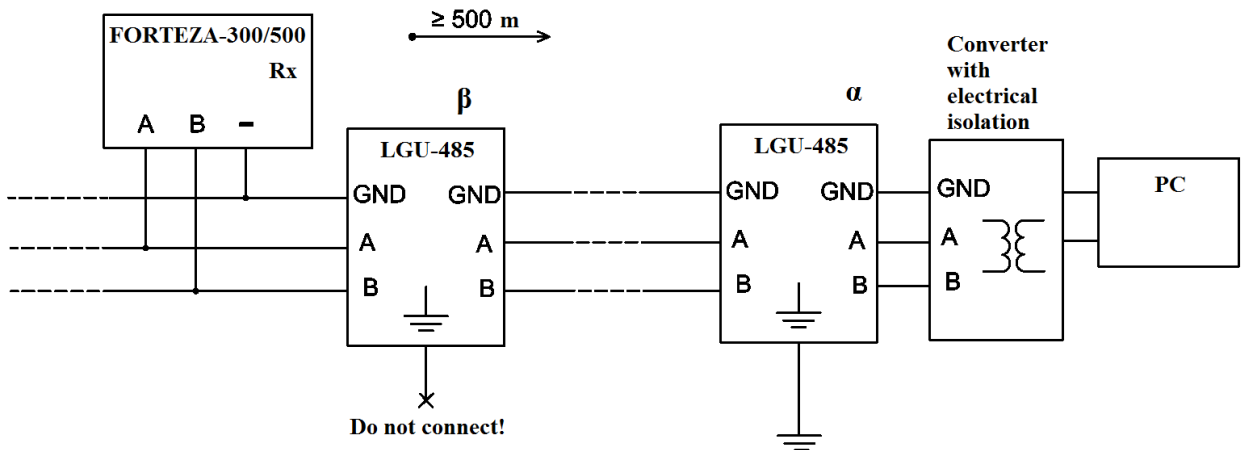 FORTEZA-300/500
Rx
A B −
≥ 500 m
β
LGU-485
GND GND
A A
B B
Do not connect!
α
LGU-485
GND GND
A A
B B
Converter
with
electrical
isolation
GND
A
B
PC